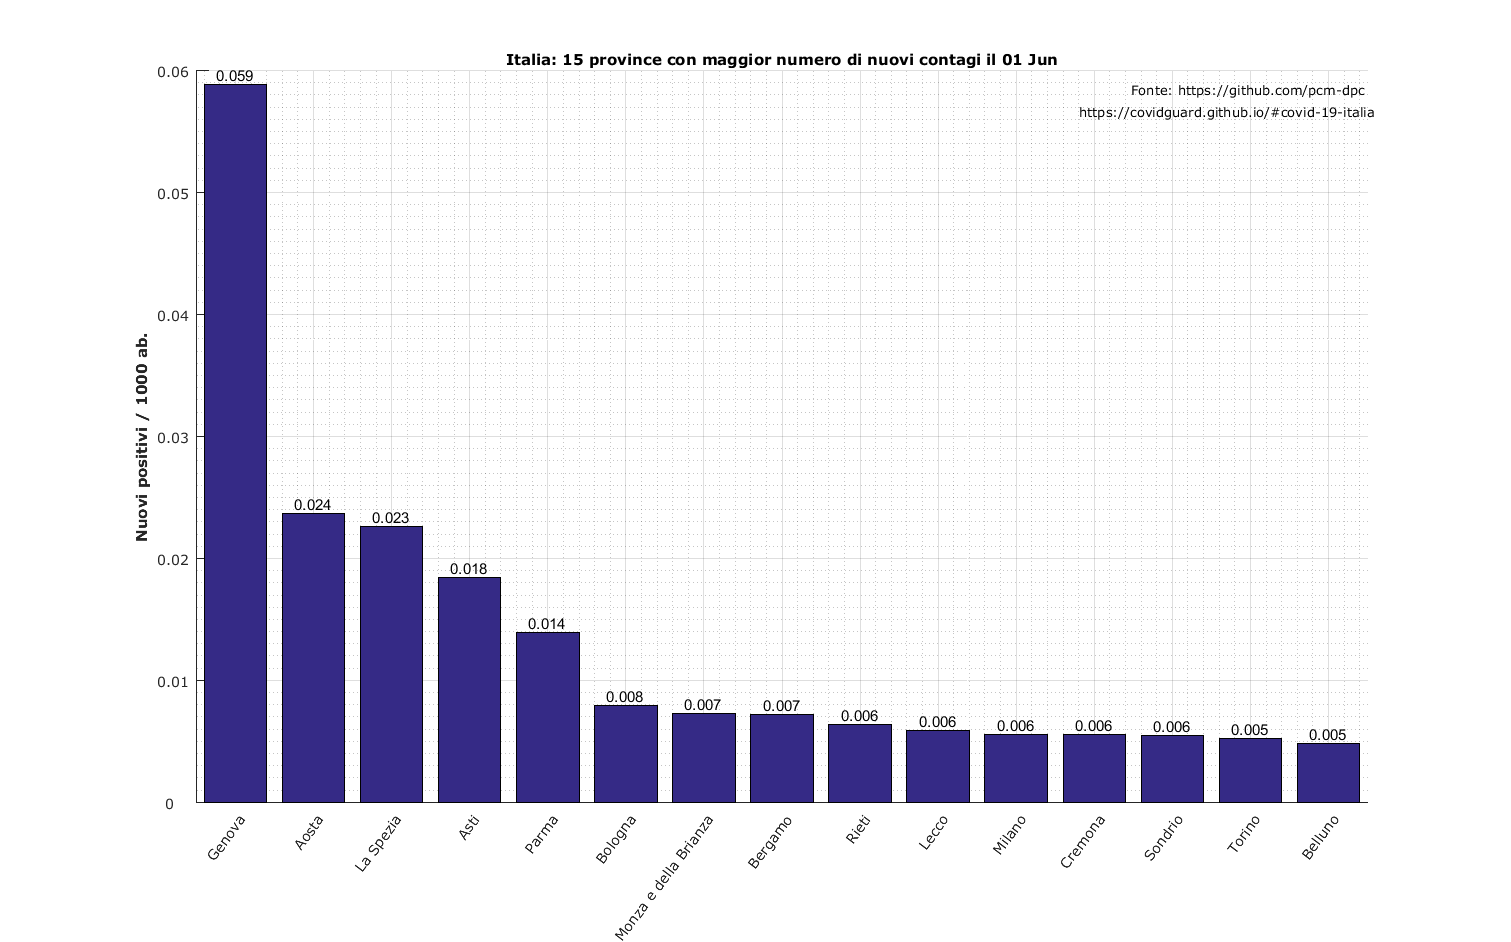 Italia: 15 province con maggior numero di nuovi contagi il 01 Jun
Fonte: https://github.com/pcm-dpc
https://covidguard.github.io/#covid-19-italia
Nuovi positivi / 1000 ab.
0.06
0.05
0.04
0.03
0.02
0.01
0
0.059
0.024
0.023
0.018
0.014
0.008
0.007
0.007
0.006
0.006
0.006
0.006
0.006
0.005
0.005
Genova
Aosta
La Spezia
Asti
Parma
Bologna
Monza e della Brianza
Bergamo
Rieti
Lecco
Milano
Cremona
Sondrio
Torino
Belluno